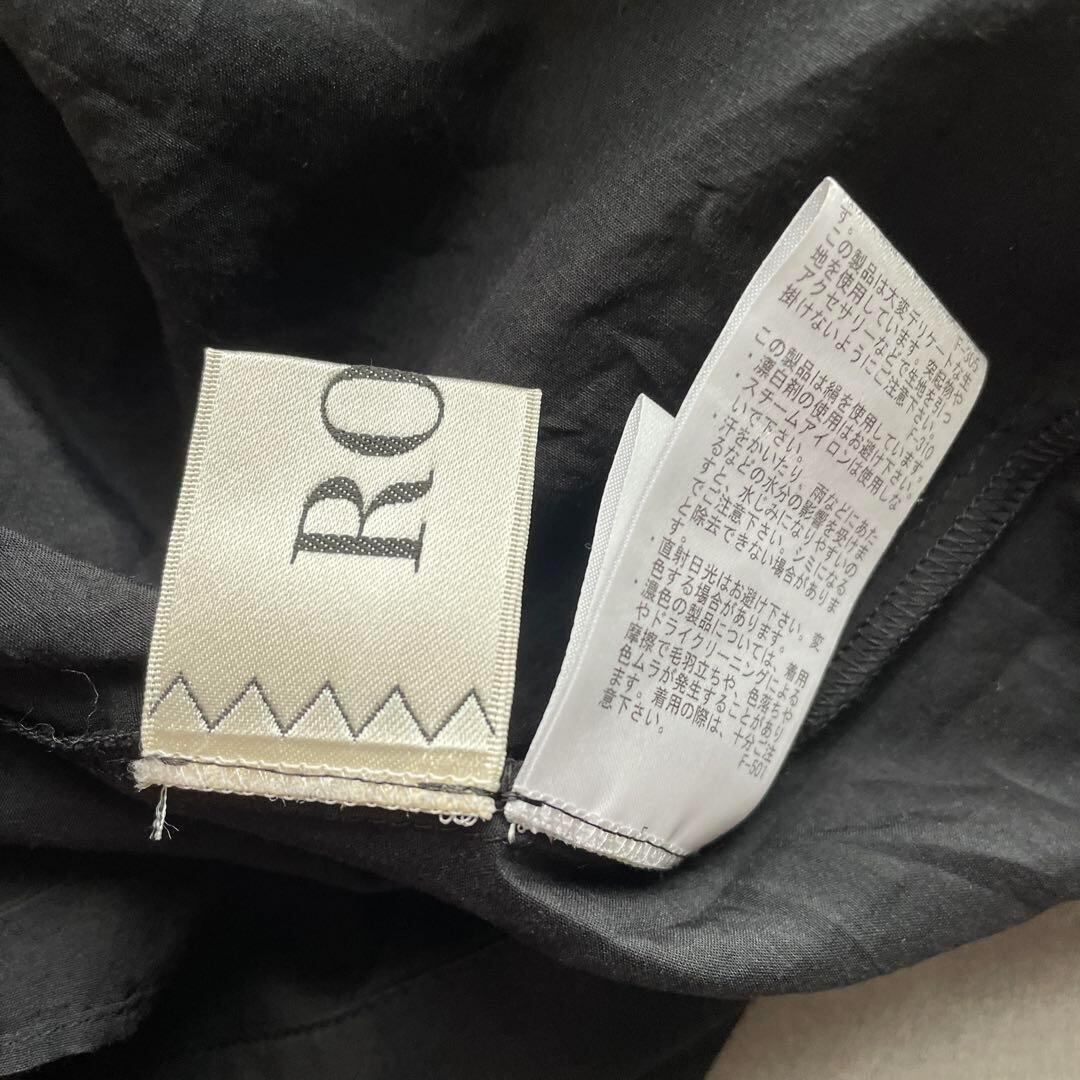 RO
す。
F-303
この製品は大変デリケートな生
地を使用しています。突起物や
アクセサリーなどで生地を引っ
掛けないようにご注意下さい。
F-210
この製品は絹を使用しています。
・漂白剤の使用はお避け下さい。
・スチームアイロンは使用しな
いで下さい。
・汗をかいたり、雨などにあた
るなどの水分の影響を受けま
すと、水じみになりやすいの
でご注意下さい。シミになる
と除去できない場合がありま
す。
・直射日光はお避け下さい。変
色する場合があります。
・濃色の製品については、着用
やドライクリーニングによる
摩擦で毛羽立ちや、色落ちや
色ムラが発生することがあり
ます。着用の際は、十分ご注
意下さい。
F-501